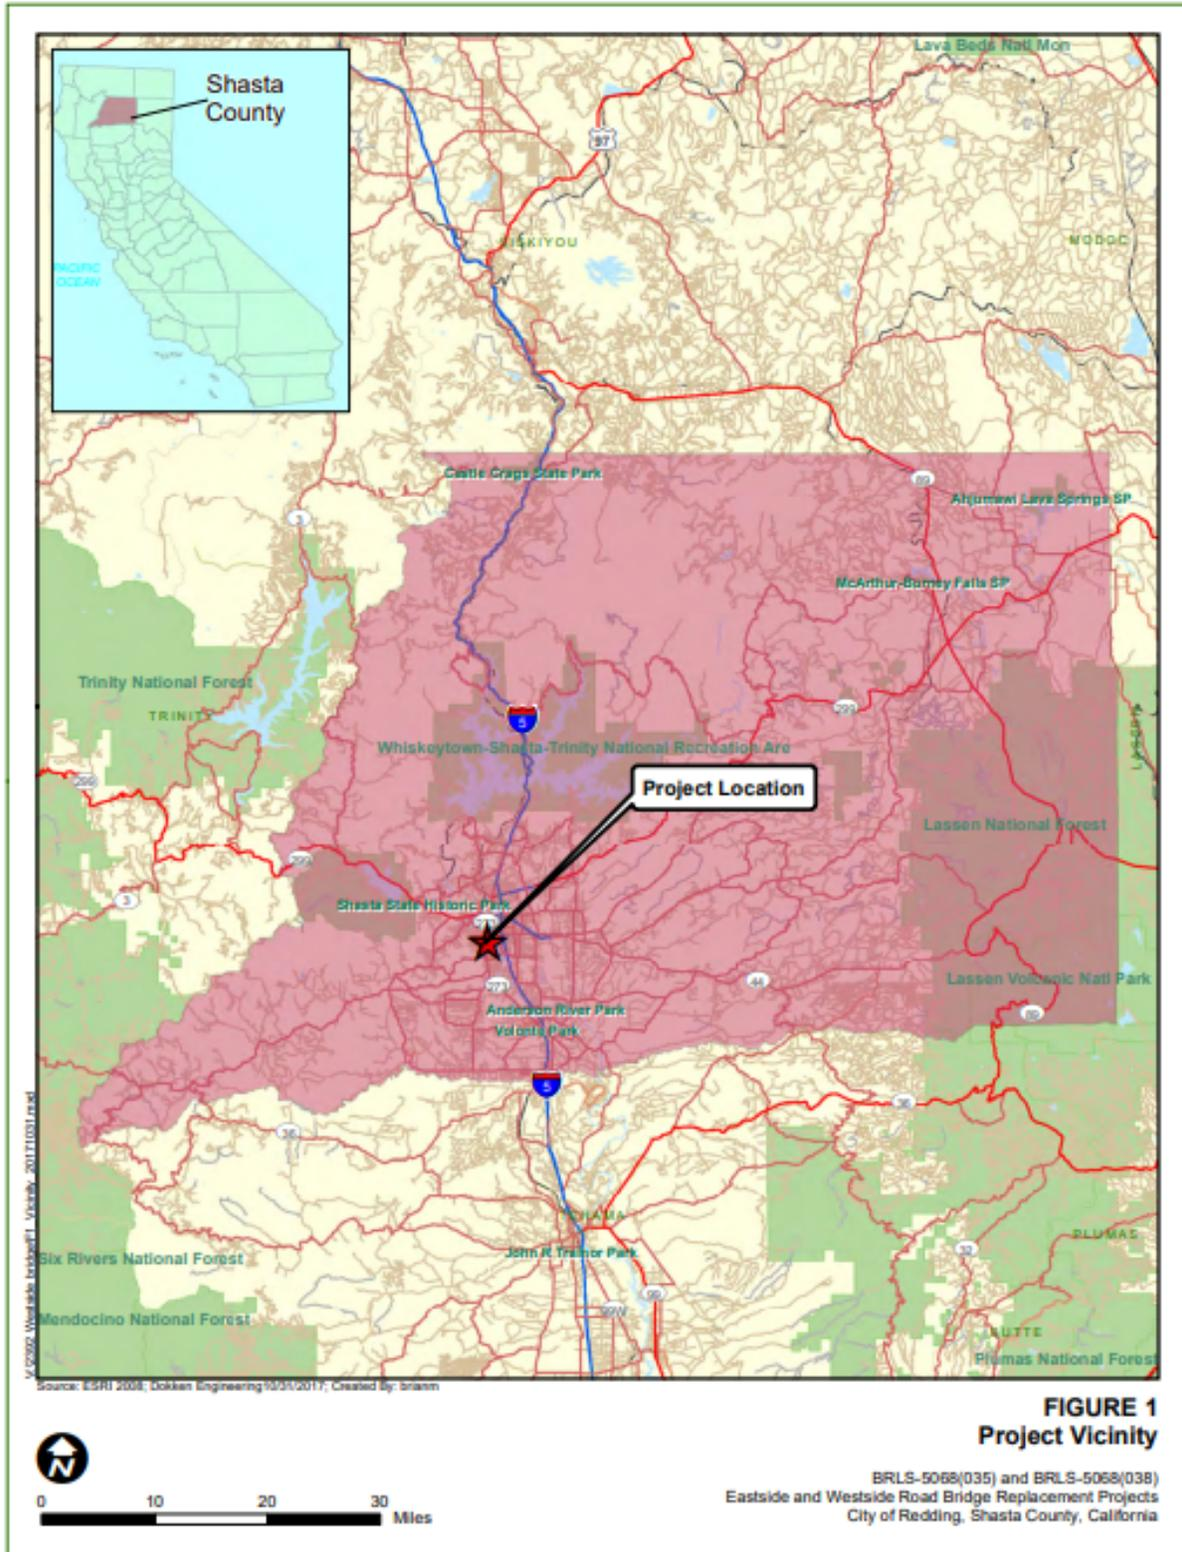 Lava Beds Natl Mon
Shasta
County
97
SISKIYOU
MODOC
PACIFIC
OCEAN
Castle Crags State Park
89
Ahjumawi Lava Springs SP
3
McArthur-Burney Falls SP
Trinity National Forest
TRINITY
299
5
LASSEN
Whiskeytown-Shasta-Trinity National Recreation Are
299
Project Location
Lassen National Forest
299
3
Shasta State Historic Park
273
44
Lassen Volcanic Natl Park
273
Anderson River Park
Volonte Park
89
5
36
36
TEHAMA
PLUMAS
John R Trainor Park
32
Six Rivers National Forest
99
99W
Mendocino National Forest
BUTTE
Plumas National Forest
Source: ESRI 2008; Dokken Engineering10/31/2017; Created By: brianm
FIGURE 1
Project Vicinity
N
BRLS-5068(035) and BRLS-5068(038)
Eastside and Westside Road Bridge Replacement Projects
City of Redding, Shasta County, California
0 10 20 30
Miles